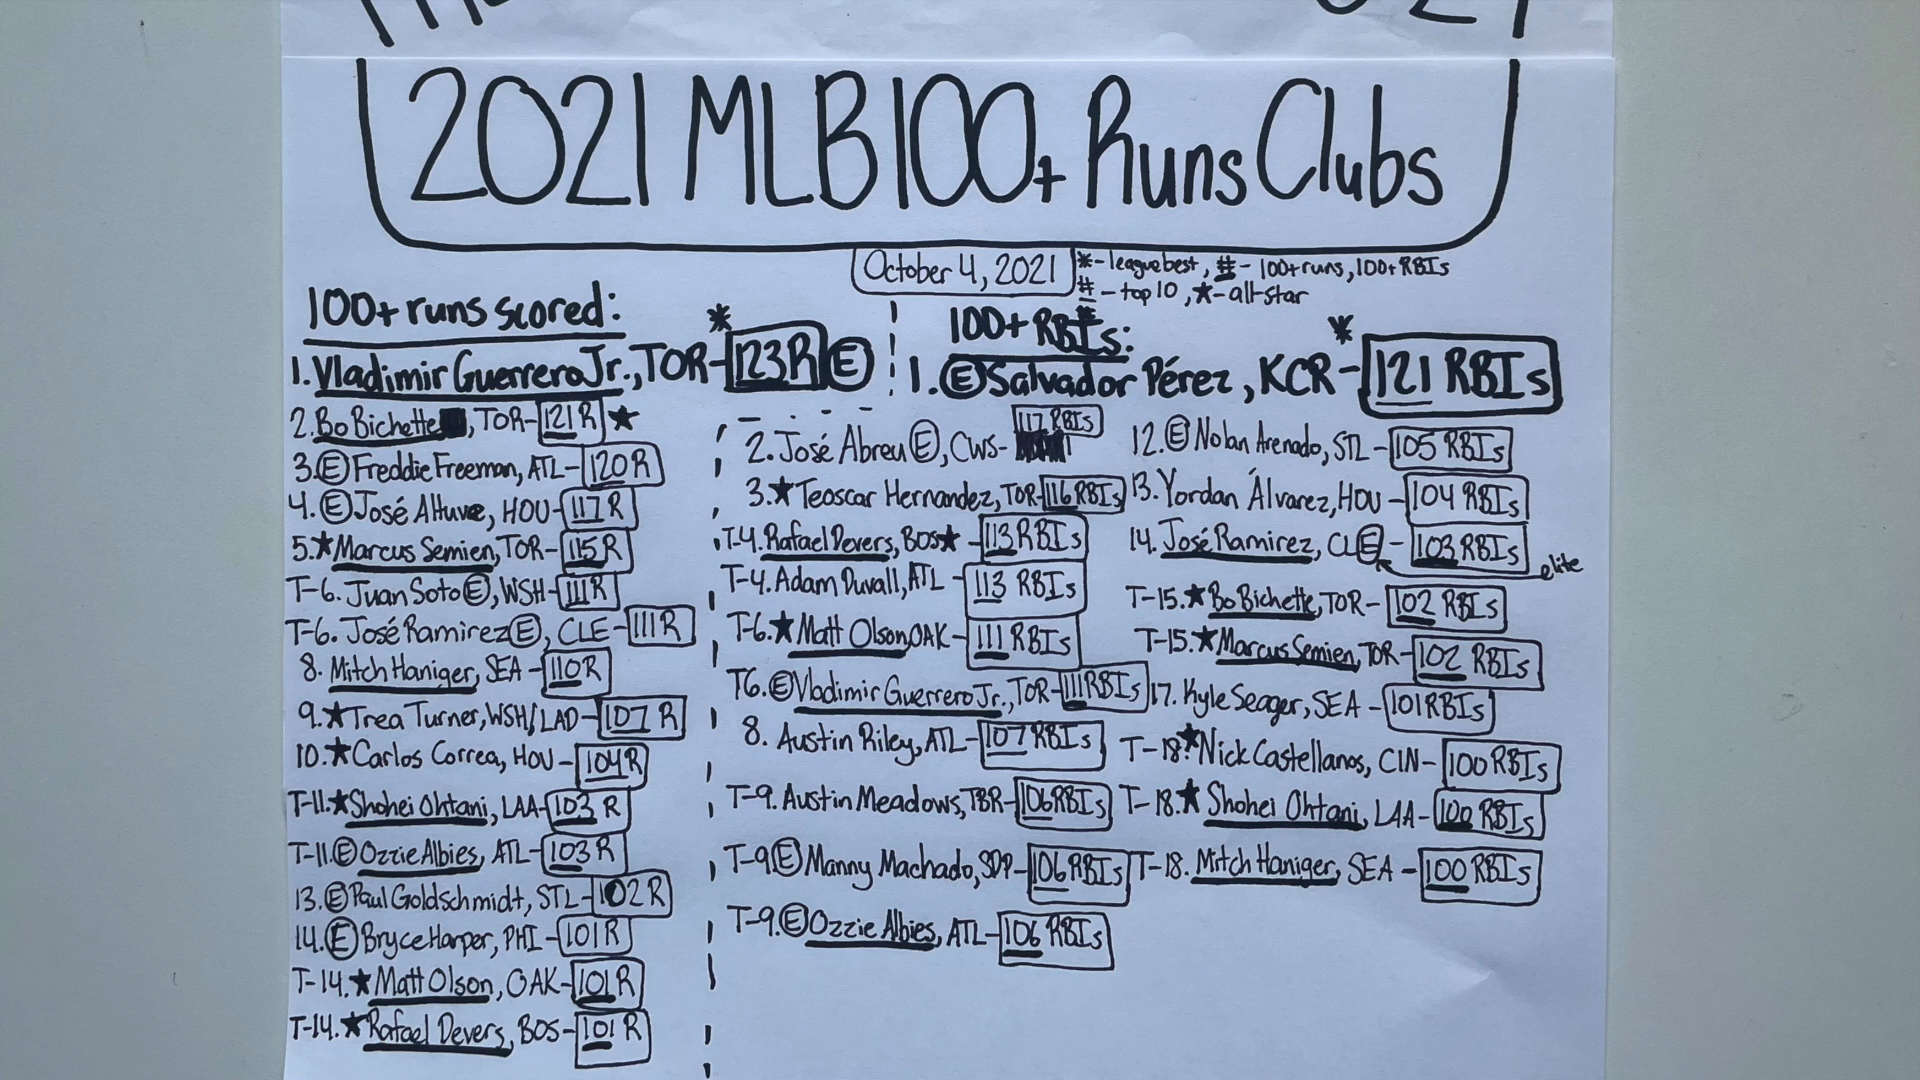 2021 MLB 100+ Runs Clubs
October 4, 2021
*-league best, #-100+ runs, 100+ RBIs
#-top 10, ★-all-star
100+ runs scored:
*
1. Vladimir Guerrero Jr., TOR-123R Ⓔ
2. Bo Bichette, TOR-121R ★
3. Ⓔ Freddie Freeman, ATL-120R
4. Ⓔ José Altuve, HOU-117R
5. ★ Marcus Semien, TOR-115R
T-6. Juan Soto Ⓔ, WSH-111R
T-6. José Ramirez Ⓔ, CLE-111R
8. Mitch Haniger, SEA-110R
9. ★ Trea Turner, WSH/LAD-107R
10. ★ Carlos Correa, HOU-104R
T-11. ★ Shohei Ohtani, LAA-103R
T-11. Ⓔ Ozzie Albies, ATL-103R
13. Ⓔ Paul Goldschmidt, STL-102R
14. Ⓔ Bryce Harper, PHI-101R
T-14. ★ Matt Olson, OAK-101R
T-14. ★ Rafael Devers, BOS-101R
100+ RBIs:
*
1. Ⓔ Salvador Pérez, KCR-121 RBIs
117 RBIs
2. José Abreu Ⓔ, CWS-
3. ★ Teoscar Hernandez, TOR-116 RBIs
T-4. Rafael Devers, BOS ★-113 RBIs
T-4. Adam Duvall, ATL-113 RBIs
T-6. ★ Matt Olson, OAK-111 RBIs
T6. Ⓔ Vladimir Guerrero Jr., TOR-111 RBIs
8. Austin Riley, ATL-107 RBIs
T-9. Austin Meadows, TBR-106 RBIs
T-9 Ⓔ Manny Machado, SDP-106 RBIs
T-9. Ⓔ Ozzie Albies, ATL-106 RBIs
12. Ⓔ Nolan Arenado, STL-105 RBIs
13. Yordan Álvarez, HOU-104 RBIs
14. José Ramirez, CLE-103 RBIs
elite
T-15. ★ Bo Bichette, TOR-102 RBIs
T-15. ★ Marcus Semien, TOR-102 RBIs
17. Kyle Seager, SEA-101 RBIs
T-18. ★ Nick Castellanos, CIN-100 RBIs
T-18. ★ Shohei Ohtani, LAA-100 RBIs
T-18. Mitch Haniger, SEA-100 RBIs